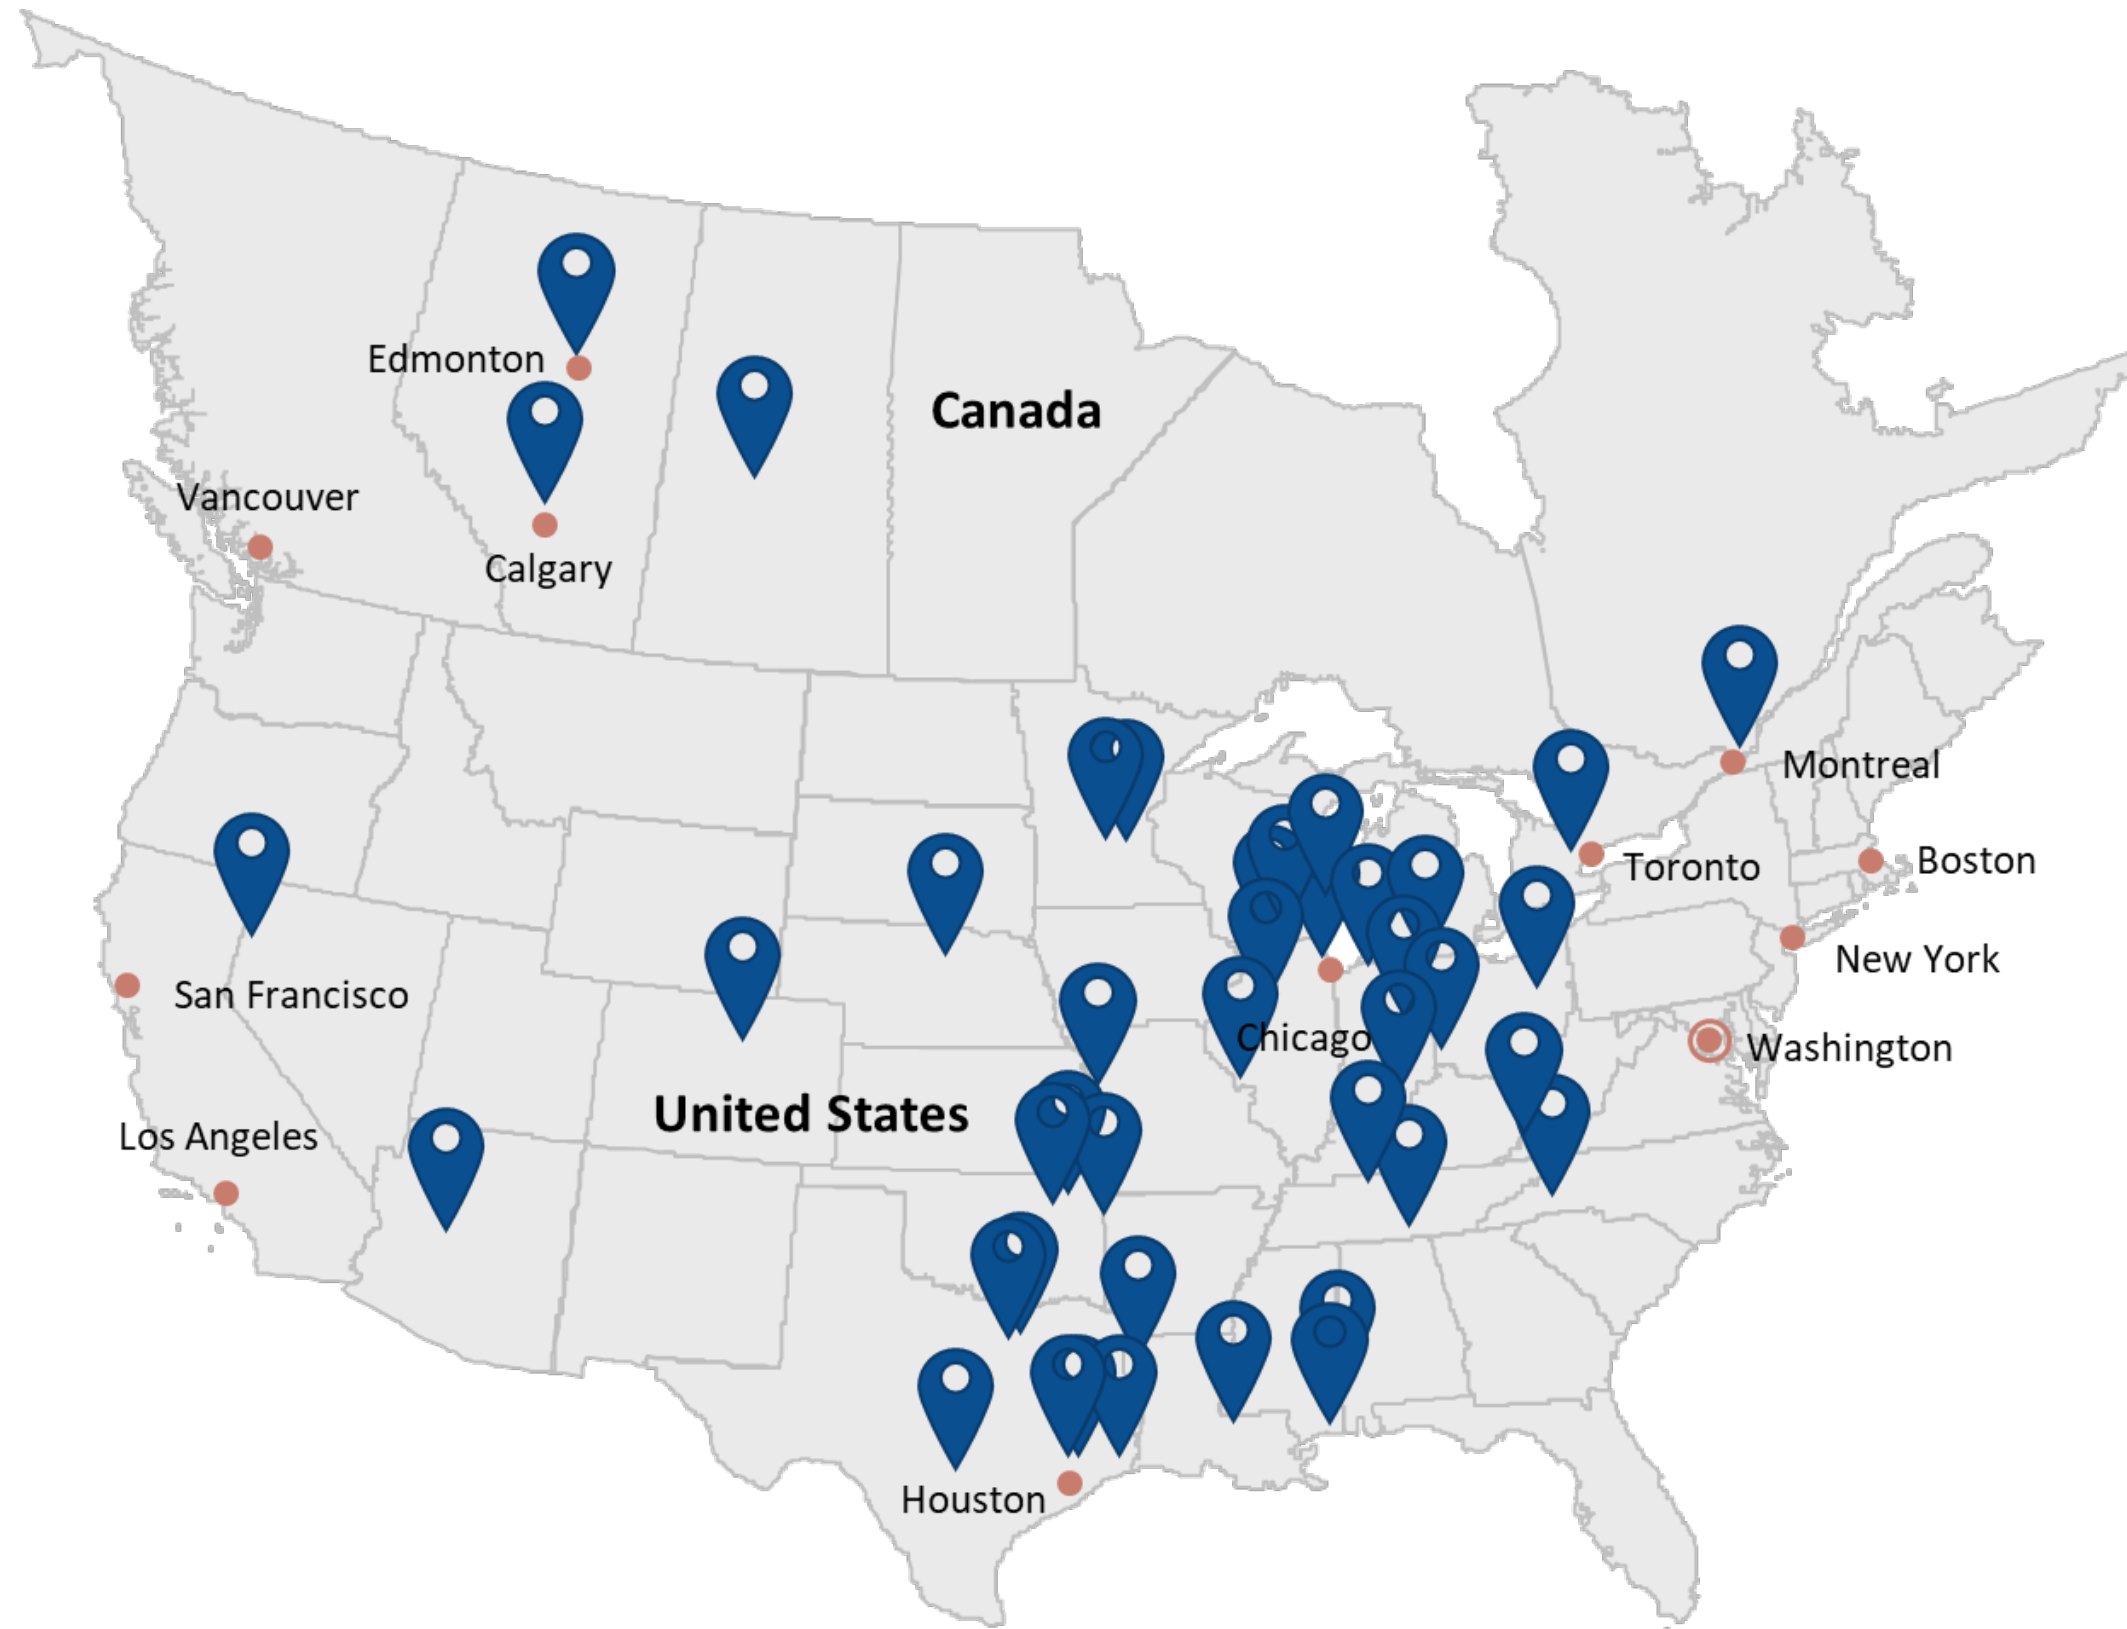 Edmonton
Canada
Vancouver
Calgary
Montreal
Toronto
Boston
New York
San Francisco
Chicago
Washington
United States
Los Angeles
Houston